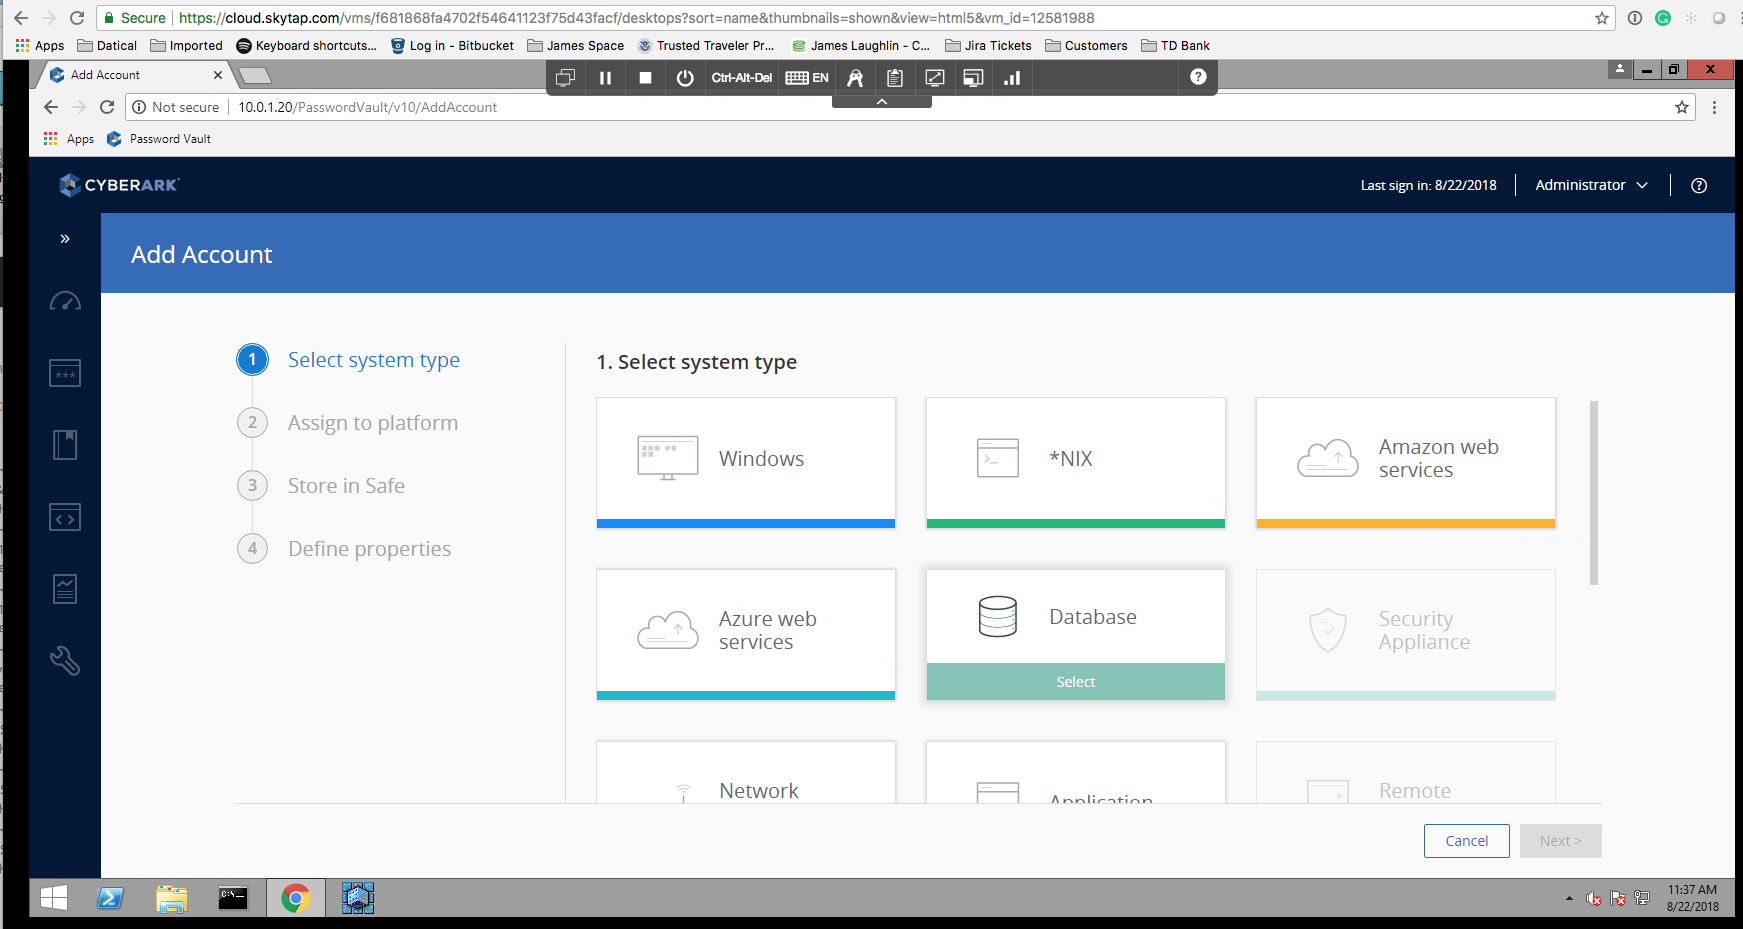 Secure https://cloud.skytap.com/vms/f681868fa4702f54641123f75d43facf/desktops?sort=name&thumbnails=shown&view=html5&vm_id=12581988
Apps Datical Imported Keyboard shortcuts... Log in - Bitbucket James Space Trusted Traveler Pr... James Laughlin - C... Jira Tickets Customers TD Bank
Add Account
Ctrl-Alt-Del EN
Not secure 10.0.1.20/PasswordVault/v10/AddAccount
Apps Password Vault
CYBERARK
Last sign in: 8/22/2018 Administrator
Add Account
1 Select system type
2 Assign to platform
3 Store in Safe
4 Define properties
1. Select system type
Windows
*NIX
Amazon web
services
Azure web
services
Database
Select
Security
Appliance
Network
Application
Remote
Cancel
Next >
11:37 AM
8/22/2018